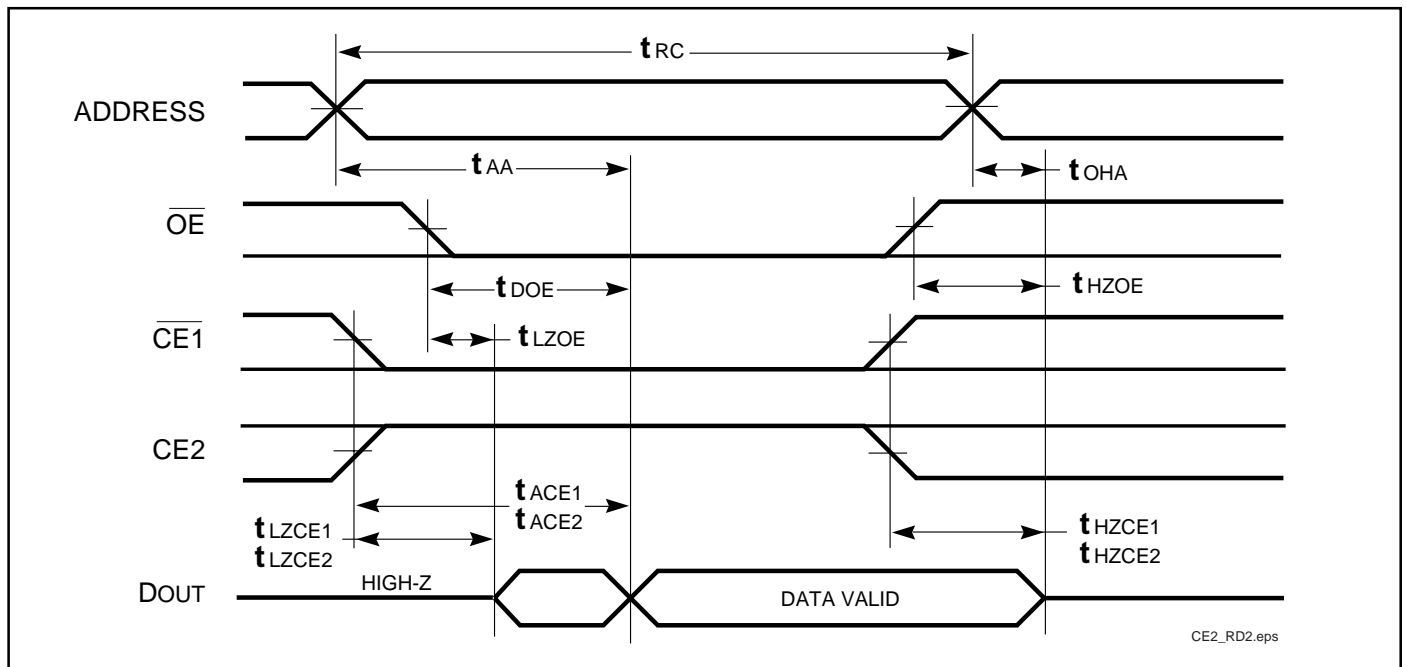 tRC
ADDRESS
tAA
tOHA
OE
tDOE
tHZOE
CE1
tLZOE
CE2
tACE1
tACE2
tLZCE1
tLZCE2
tHZCE1
tHZCE2
HIGH-Z
DOUT
DATA VALID
CE2_RD2.eps